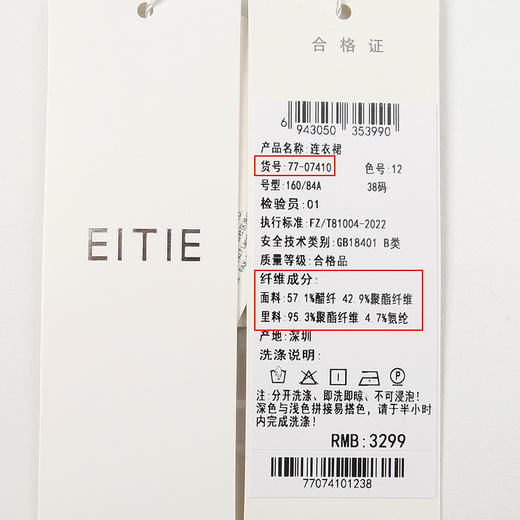 EITIE
合格证
6 943050 353990
产品名称:连衣裙
货号:77-07410 色号:12
号型:160/84A 38码
检验员:01
执行标准:FZ/T81004-2022
安全技术类别:GB18401 B类
质量等级:合格品
纤维成分:
面料:57.1%醋纤 42.9%聚酯纤维
里料:95.3%聚酯纤维 4.7%氨纶
产地:深圳
洗涤说明:
注:分开洗涤、即洗即晾、不可浸泡!
深色与浅色拼接易搭色, 请于半小时
内完成洗涤!
RMB:3299
77074101238